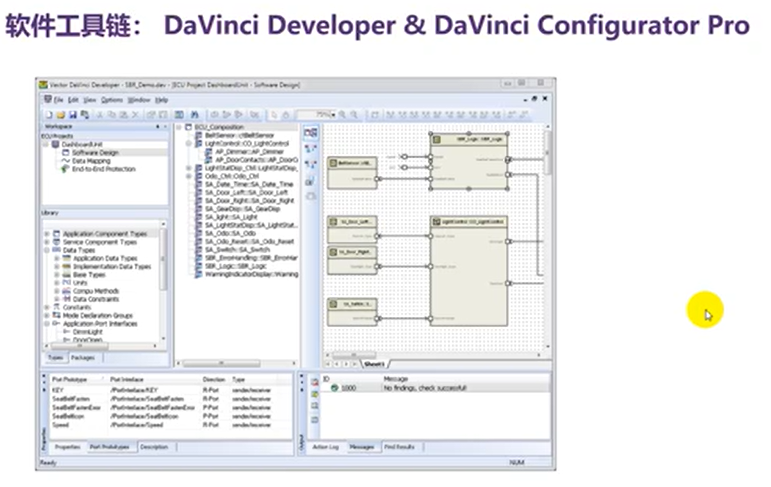 软件工具链： DaVinci Developer & DaVinci Configurator Pro
Vector DaVinci Developer - SBR_Demo.dev - [ECU Project DashboardUnit - Software Design]
File Edit View Options Window Help
Workspace
ECU Projects
DashboardUnit
Software Design
Data Mapping
End-to-End Protection
Library
Application Component Types
Service Component Types
Data Types
Application Data Types
Implementation Data Types
Base Types
Units
Compu Methods
Data Constraints
Constants
Mode Declaration Groups
Application Port Interfaces
DimmLight
DoorOpen
Types Packages
ECU_Composition
BeltSensor::ctBeltSensor
LightControl::CO_LightControl
AP_Dimmer::AP_Dimmer
AP_DoorContacts::AP_DoorC
LightStatDisp_Ctrl::LightStat
Odo_Ctrl::Odo_Ctrl
SA_Date_Time::SA_Date_Time
SA_Door_Left::SA_Door_Left
SA_Door_Right::SA_Door_Right
SA_GearDisp::SA_GearDisp
SA_light::SA_Light
SA_LightStatDisp::SA_LightStat..
SA_Odo::SA_Odo
SA_Odo_Reset::SA_Odo_Reset
SA_Switch::SA_Switch
SBR_ErrorHandling::SBR_ErrorHar
SBR_Logic::SBR_Logic
WarningIndicatorDisplay::Warning
Sheet1
Port Prototype Port Interface Direction Type
KEY /PortInterface/KEY R-Port sender/receiver
SeatBeltFasten /PortInterface/SeatBeltFasten R-Port sender/receiver
SeatBeltFastenError /PortInterface/SeatBeltFastenError P-Port sender/receiver
SeatBeltIcon /PortInterface/SeatBeltIcon P-Port sender/receiver
Speed /PortInterface/Speed R-Port sender/receiver
Properties Port Prototypes Description
Properties
ID Message
1000 No findings, check successful!
Action Log Messages Find Results
Output
Ready NUM